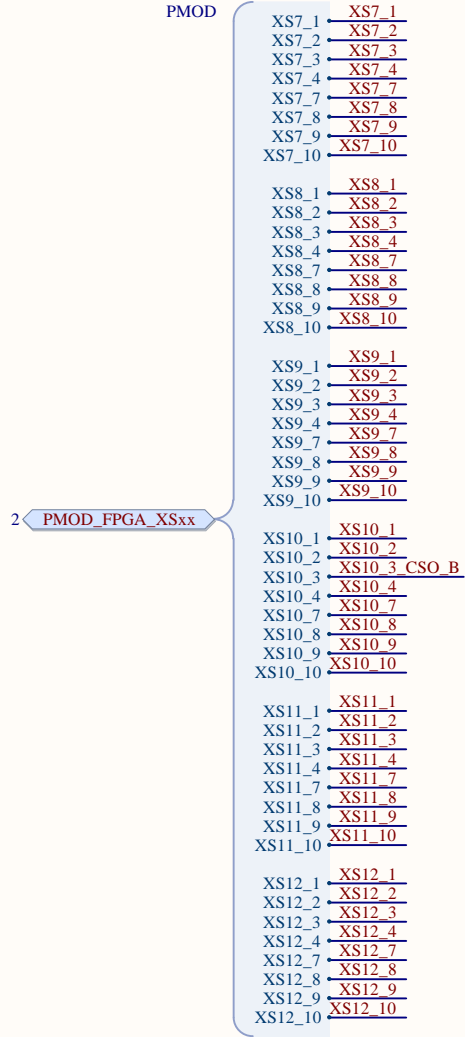 PMOD
XS7_1 XS7_1
XS7_2 XS7_2
XS7_3 XS7_3
XS7_4 XS7_4
XS7_7 XS7_7
XS7_8 XS7_8
XS7_9 XS7_9
XS7_10 XS7_10
XS8_1 XS8_1
XS8_2 XS8_2
XS8_3 XS8_3
XS8_4 XS8_4
XS8_7 XS8_7
XS8_8 XS8_8
XS8_9 XS8_9
XS8_10 XS8_10
XS9_1 XS9_1
XS9_2 XS9_2
XS9_3 XS9_3
XS9_4 XS9_4
XS9_7 XS9_7
XS9_8 XS9_8
XS9_9 XS9_9
XS9_10 XS9_10
2 PMOD_FPGA_XSxx
XS10_1 XS10_1
XS10_2 XS10_2
XS10_3 XS10_3_CSO_B
XS10_4 XS10_4
XS10_7 XS10_7
XS10_8 XS10_8
XS10_9 XS10_9
XS10_10 XS10_10
XS11_1 XS11_1
XS11_2 XS11_2
XS11_3 XS11_3
XS11_4 XS11_4
XS11_7 XS11_7
XS11_8 XS11_8
XS11_9 XS11_9
XS11_10 XS11_10
XS12_1 XS12_1
XS12_2 XS12_2
XS12_3 XS12_3
XS12_4 XS12_4
XS12_7 XS12_7
XS12_8 XS12_8
XS12_9 XS12_9
XS12_10 XS12_10